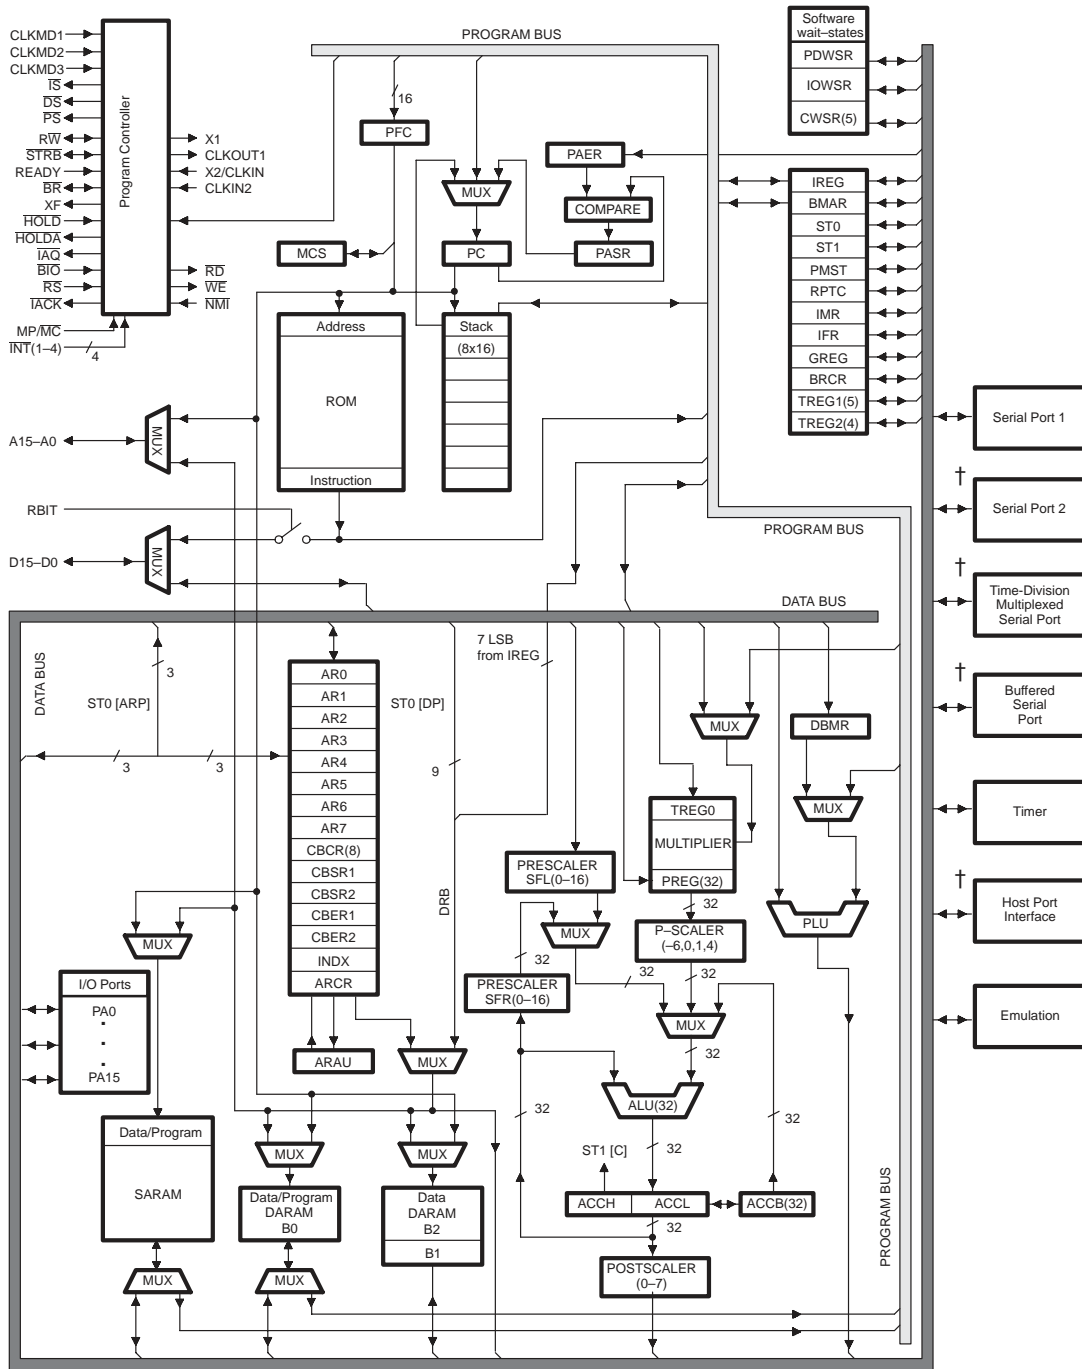 CLKMD1
CLKMD2
CLKMD3
IS
DS
PS
RW
STRB
READY
BR
XF
HOLD
HOLDA
IAQ
BIO
RS
IACK
MP/MC
INT(1–4)
4
Program Controller
X1
CLKOUT1
X2/CLKIN
CLKIN2
RD
WE
NMI
PROGRAM BUS
16
PFC
MUX
MCS
PC
PAER
COMPARE
PASR
Software
wait–states
PDWSR
IOWSR
CWSR(5)
IREG
BMAR
ST0
ST1
PMST
RPTC
IMR
IFR
GREG
BRCR
TREG1(5)
TREG2(4)
Address
ROM
Instruction
Stack
(8x16)
A15–A0
MUX
RBIT
D15–D0
MUX
PROGRAM BUS
DATA BUS
Serial Port 1
†
Serial Port 2
†
Time-Division
Multiplexed
Serial Port
†
Buffered
Serial
Port
Timer
†
Host Port
Interface
Emulation
DATA BUS
3
ST0 [ARP]
3
3
AR0
AR1
AR2
AR3
AR4
AR5
AR6
AR7
CBCR(8)
CBSR1
CBSR2
CBER1
CBER2
INDX
ARCR
ARAU
ST0 [DP]
9
DRB
7 LSB
from IREG
MUX
DBMR
MUX
TREG0
MULTIPLIER
PREG(32)
32
PRESCALER
SFL(0–16)
MUX
32
PRESCALER
SFR(0–16)
P–SCALER
(–6,0,1,4)
32
32
MUX
32
PLU
ALU(32)
32
32
32
ST1 [C]
ACCH
ACCL
ACCB(32)
32
POSTSCALER
(0–7)
PROGRAM BUS
MUX
I/O Ports
PA0
.
.
.
PA15
MUX
Data/Program
SARAM
MUX
MUX
Data/Program
DARAM
B0
MUX
MUX
Data
DARAM
B2
B1